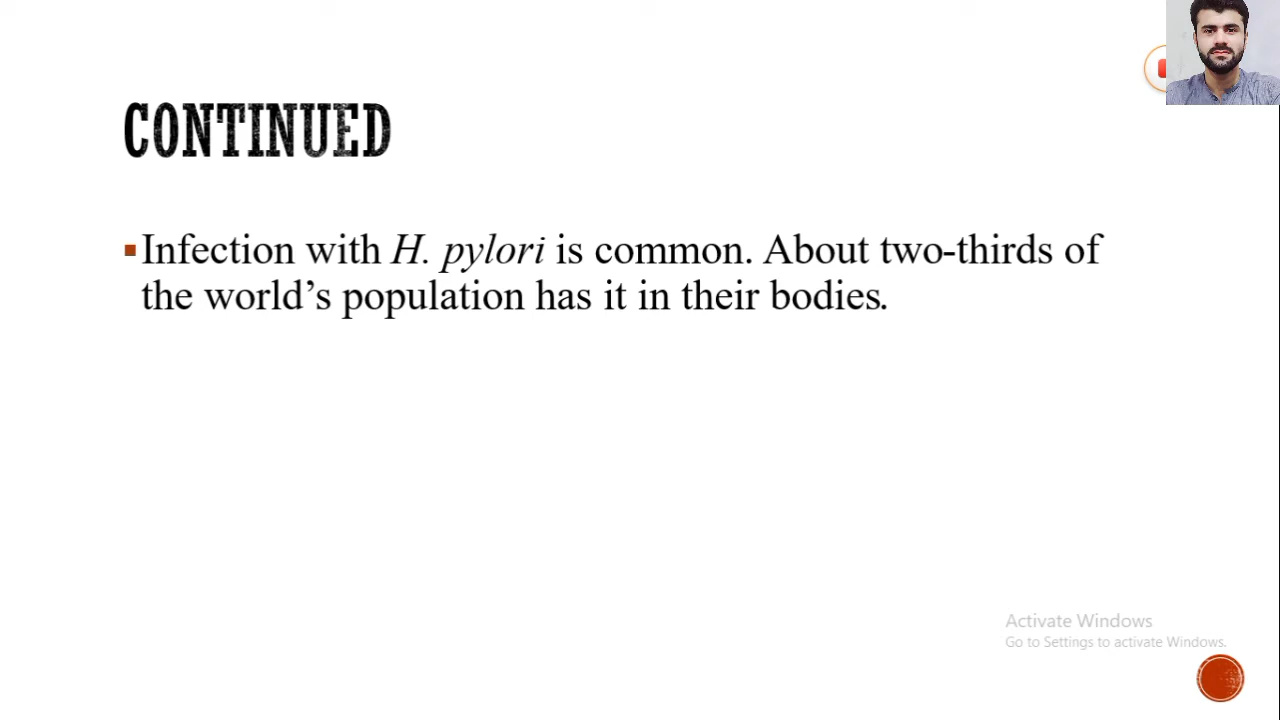 CONTINUED
▪Infection with H. pylori is common. About two-thirds of
the world’s population has it in their bodies.
Activate Windows
Go to Settings to activate Windows.